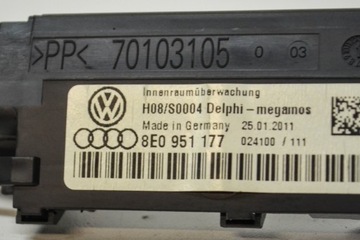 >PP< 70103105 0 03
Innenraumüberwachung
H08/S0004 Delphi-megamos
Made in Germany 25.01.2011
8E0 951 177 024100 / 111